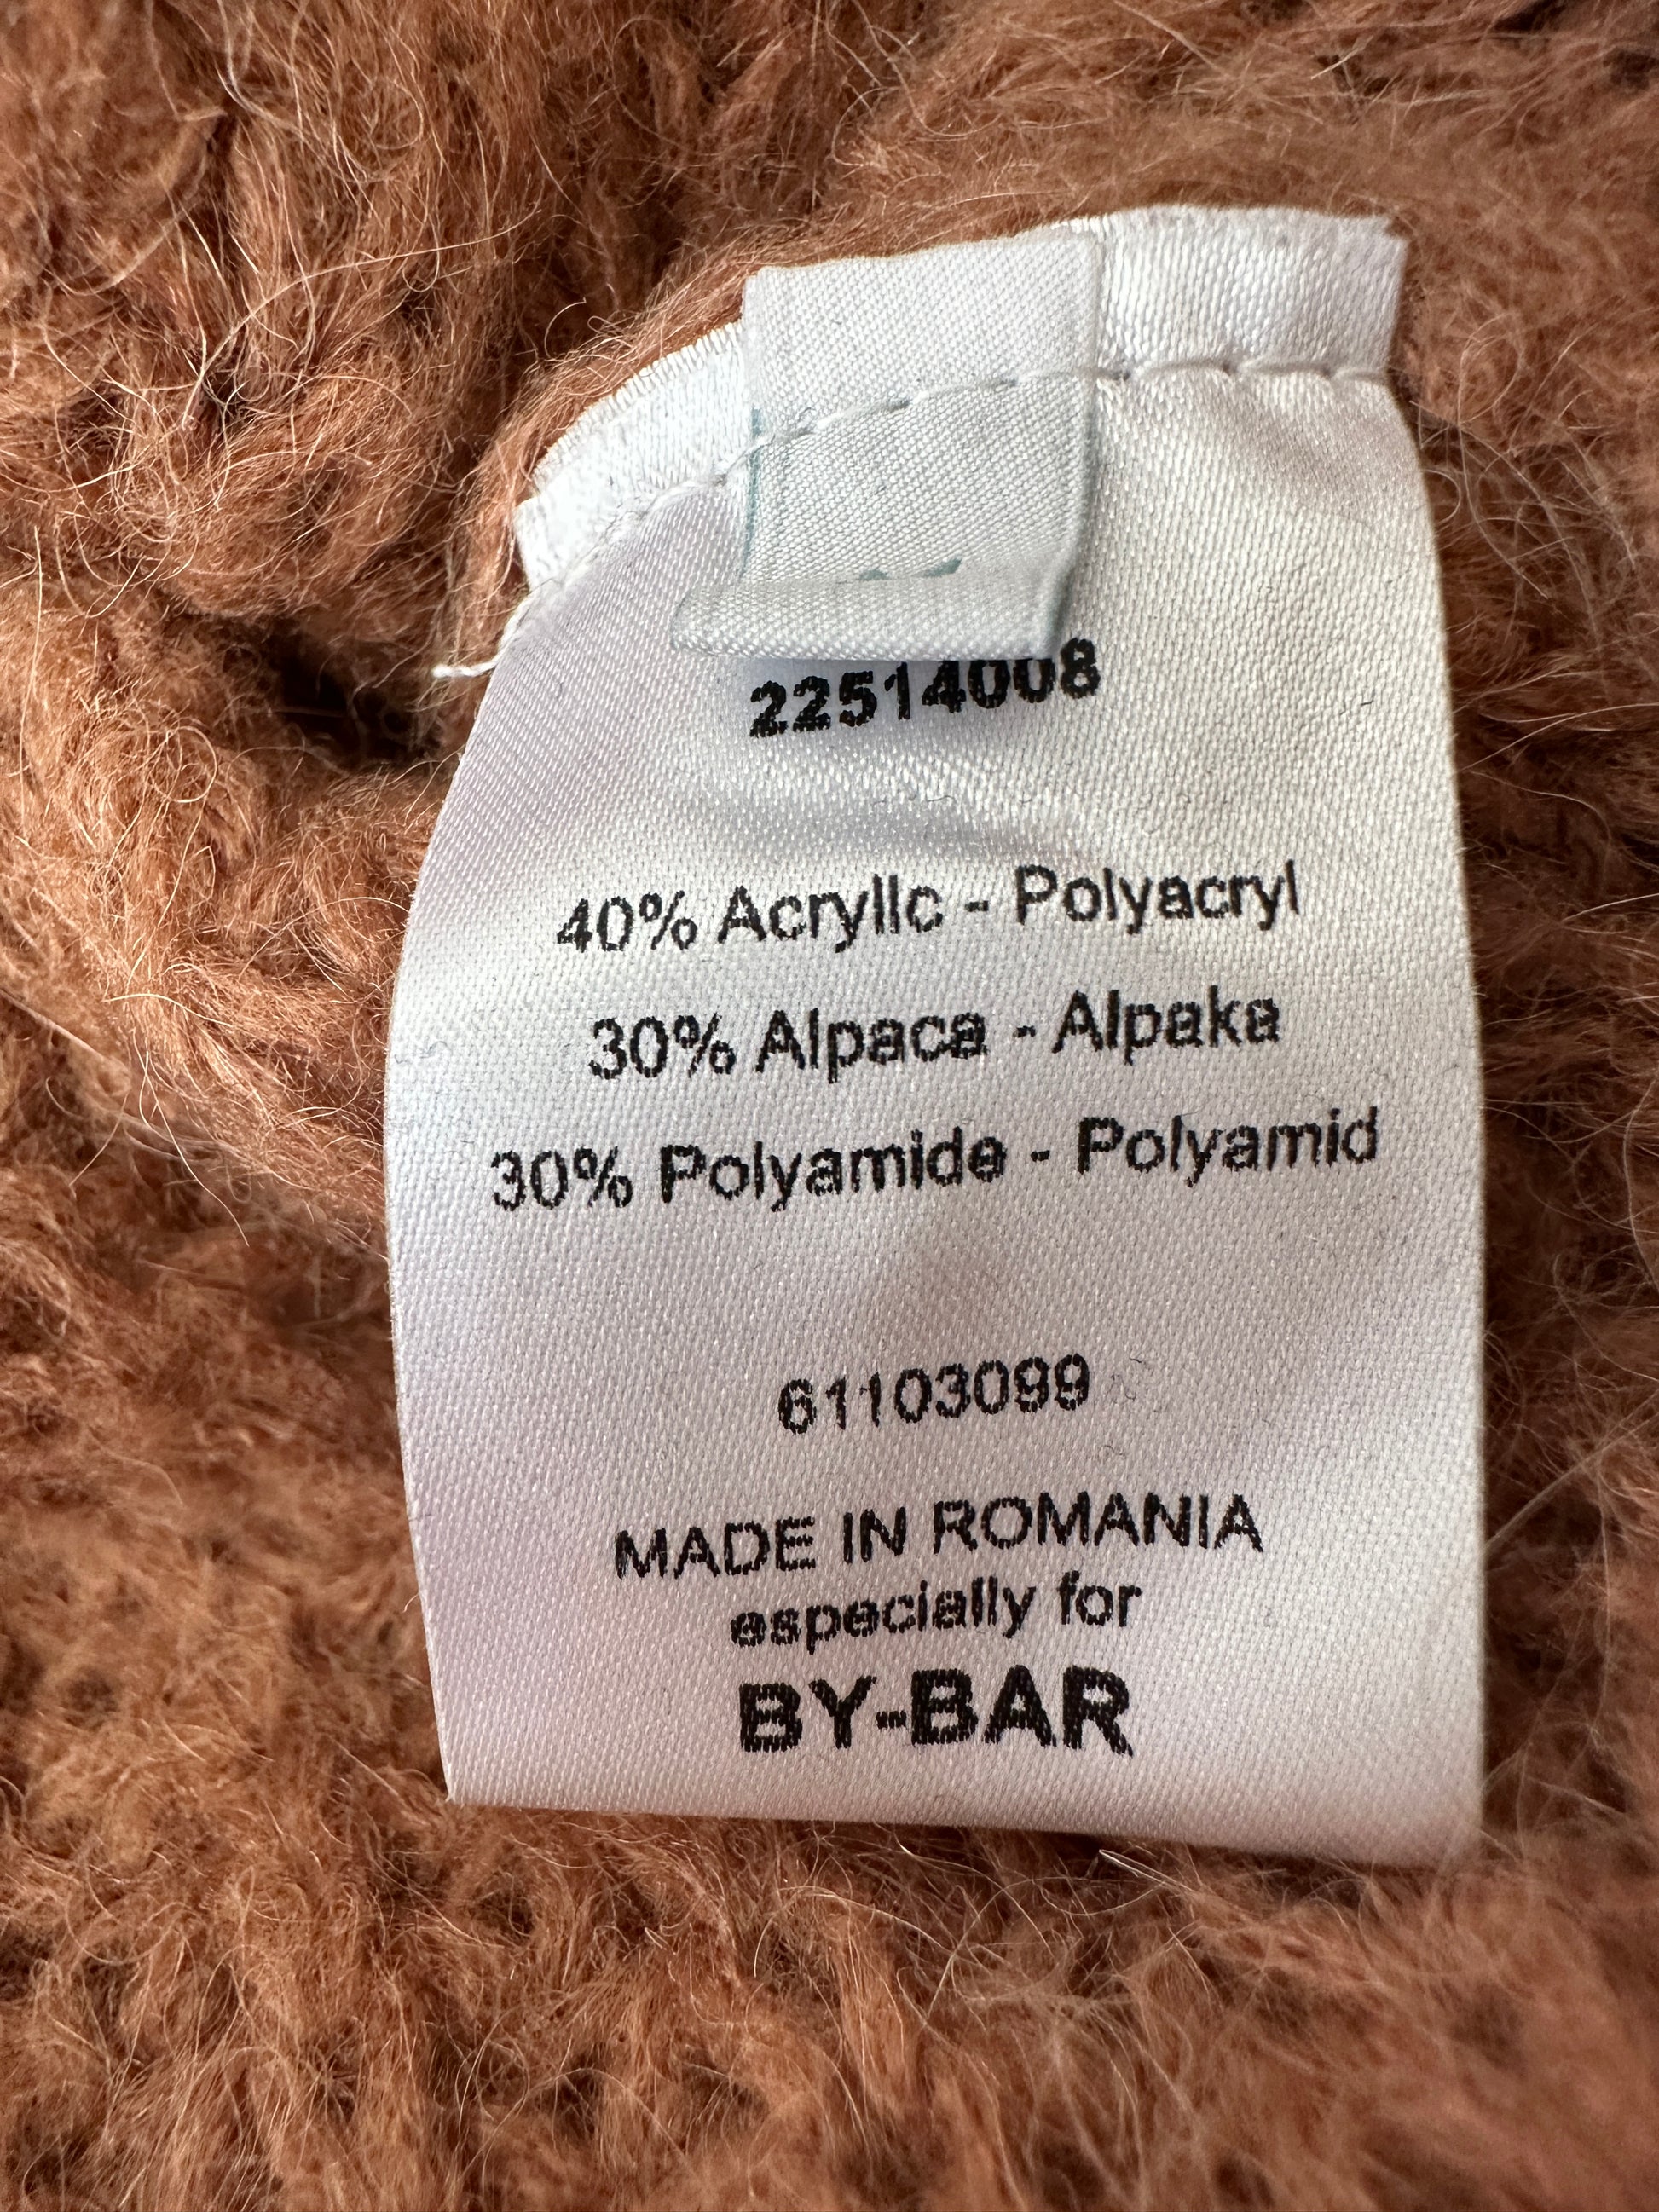 22514008
40% Acrylic - Polyacryl
30% Alpaca - Alpaka
30% Polyamide - Polyamid
61103099
MADE IN ROMANIA
especially for
BY-BAR